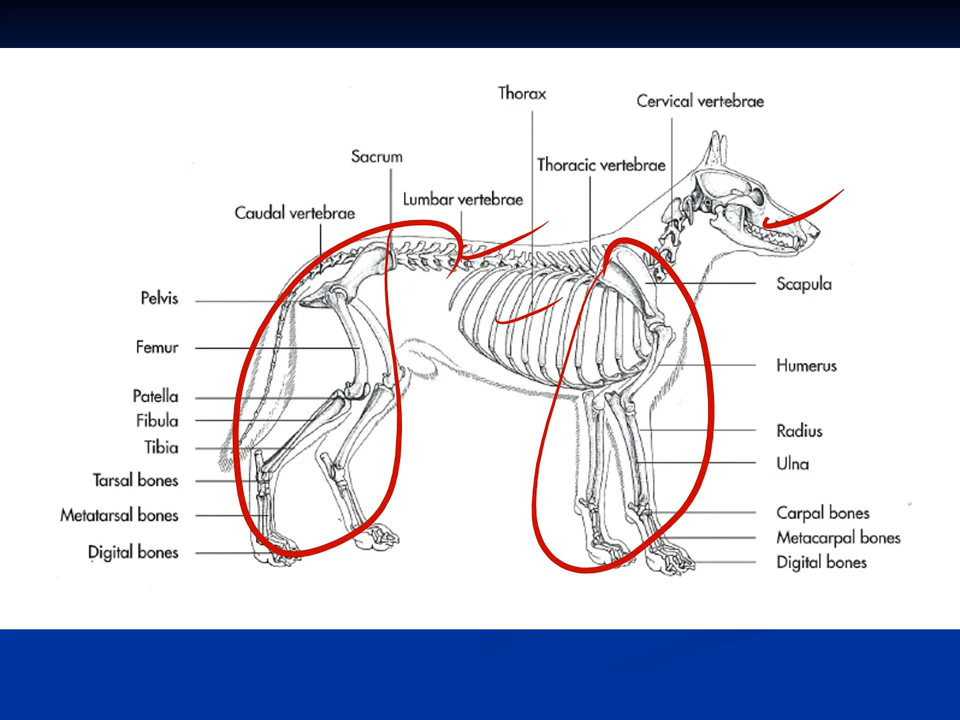 Thorax
Cervical vertebrae
Sacrum
Thoracic vertebrae
Lumbar vertebrae
Caudal vertebrae
Pelvis
Femur
Patella
Fibula
Tibia
Tarsal bones
Metatarsal bones
Digital bones
Scapula
Humerus
Radius
Ulna
Carpal bones
Metacarpal bones
Digital bones